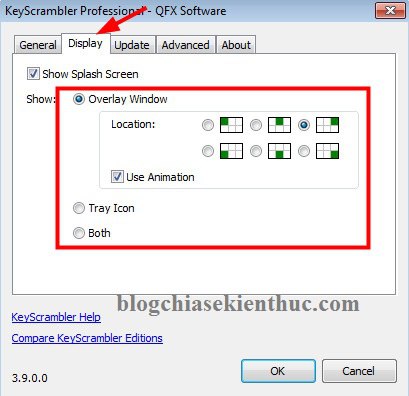 KeyScrambler Professional - QFX Software
General Display Update Advanced About
Show Splash Screen
Show: Overlay Window
Location:
Use Animation
Tray Icon
Both
blogchiasekienthuc.com
KeyScrambler Help
Compare KeyScrambler Editions
3.9.0.0 OK Cancel